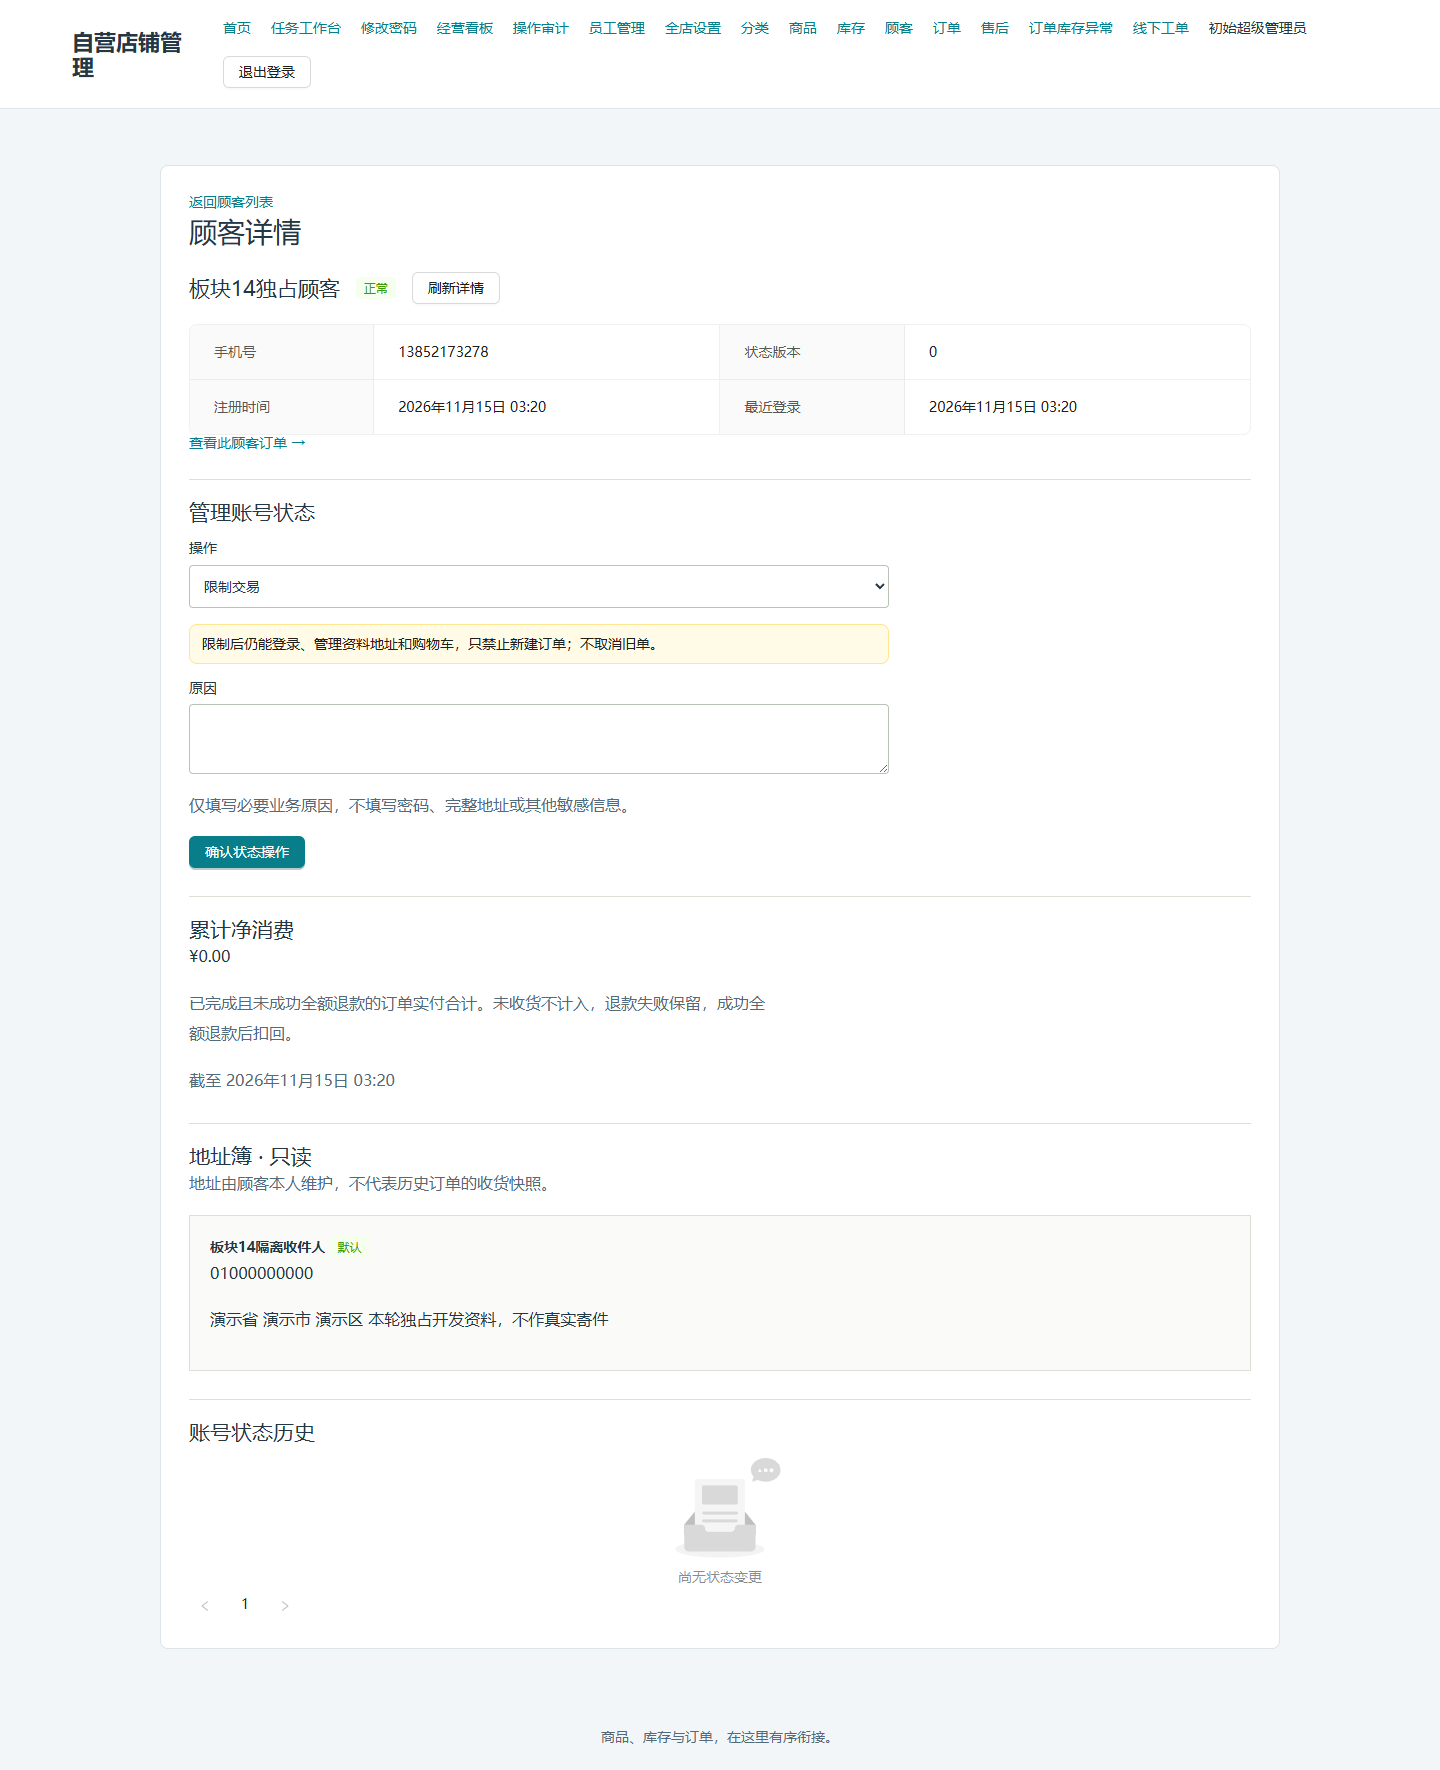 自营店铺管
理
首页 任务工作台 修改密码 经营看板 操作审计 员工管理 全店设置 分类 商品 库存 顾客 订单 售后 订单库存异常 线下工单 初始超级管理员
退出登录
返回顾客列表
顾客详情
板块14独占顾客 正常 刷新详情
手机号 13852173278 状态版本 0
注册时间 2026年11月15日 03:20 最近登录 2026年11月15日 03:20
查看此顾客订单 →
管理账号状态
操作
限制交易
限制后仍能登录、管理资料地址和购物车，只禁止新建订单；不取消旧单。
原因
仅填写必要业务原因，不填写密码、完整地址或其他敏感信息。
确认状态操作
累计净消费
¥0.00
已完成且未成功全额退款的订单实付合计。未收货不计入，退款失败保留，成功全
额退款后扣回。
截至 2026年11月15日 03:20
地址簿 · 只读
地址由顾客本人维护，不代表历史订单的收货快照。
板块14隔离收件人 默认
01000000000
演示省 演示市 演示区 本轮独占开发资料，不作真实寄件
账号状态历史
尚无状态变更
1
商品、库存与订单，在这里有序衔接。